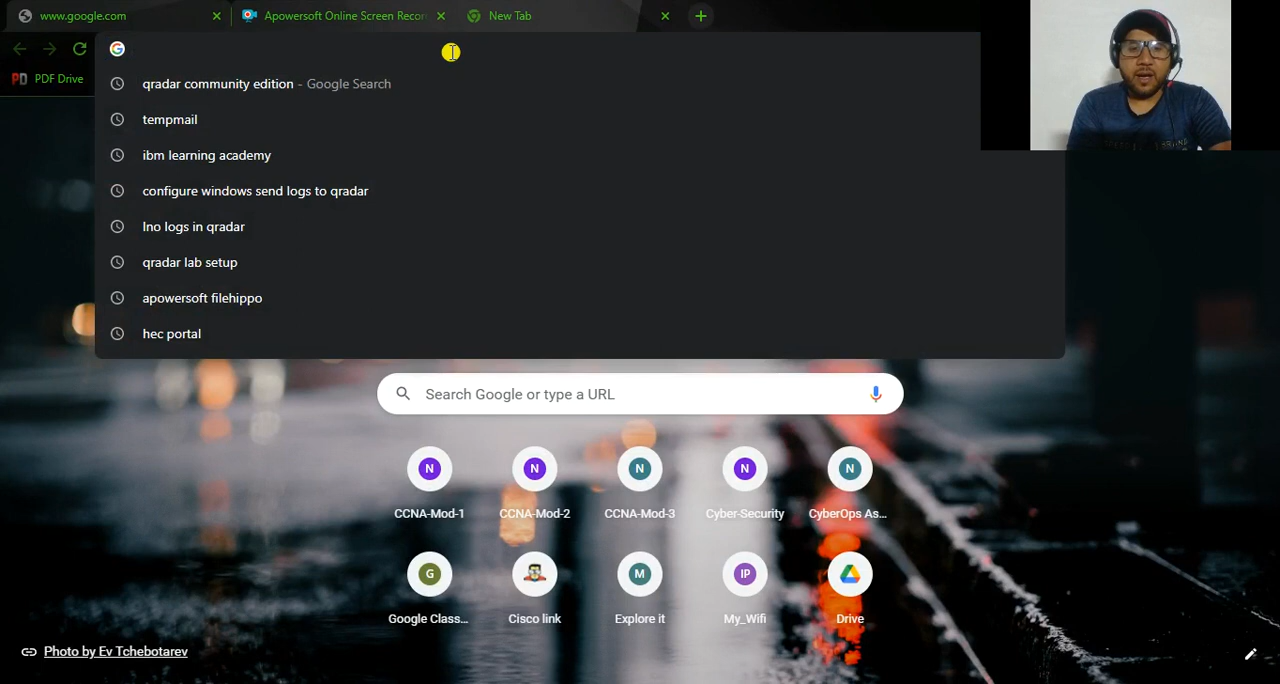 www.google.com
Apowersoft Online Screen Recor
New Tab
PD PDF Drive
G
qradar community edition - Google Search
tempmail
ibm learning academy
configure windows send logs to qradar
lno logs in qradar
qradar lab setup
apowersoft filehippo
hec portal
Search Google or type a URL
N N N N N
CCNA-Mod-1 CCNA-Mod-2 CCNA-Mod-3 Cyber-Security CyberOps As...
G M IP
Google Class... Cisco link Explore it My_Wifi Drive
Photo by Ev Tchebotarev